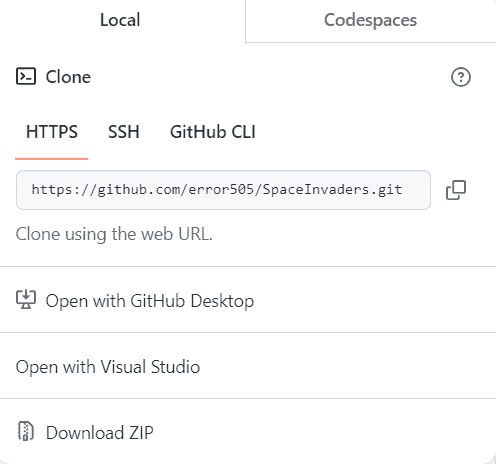 Local Codespaces
Clone
HTTPS SSH GitHub CLI
https://github.com/error505/SpaceInvaders.git
Clone using the web URL.
Open with GitHub Desktop
Open with Visual Studio
Download ZIP